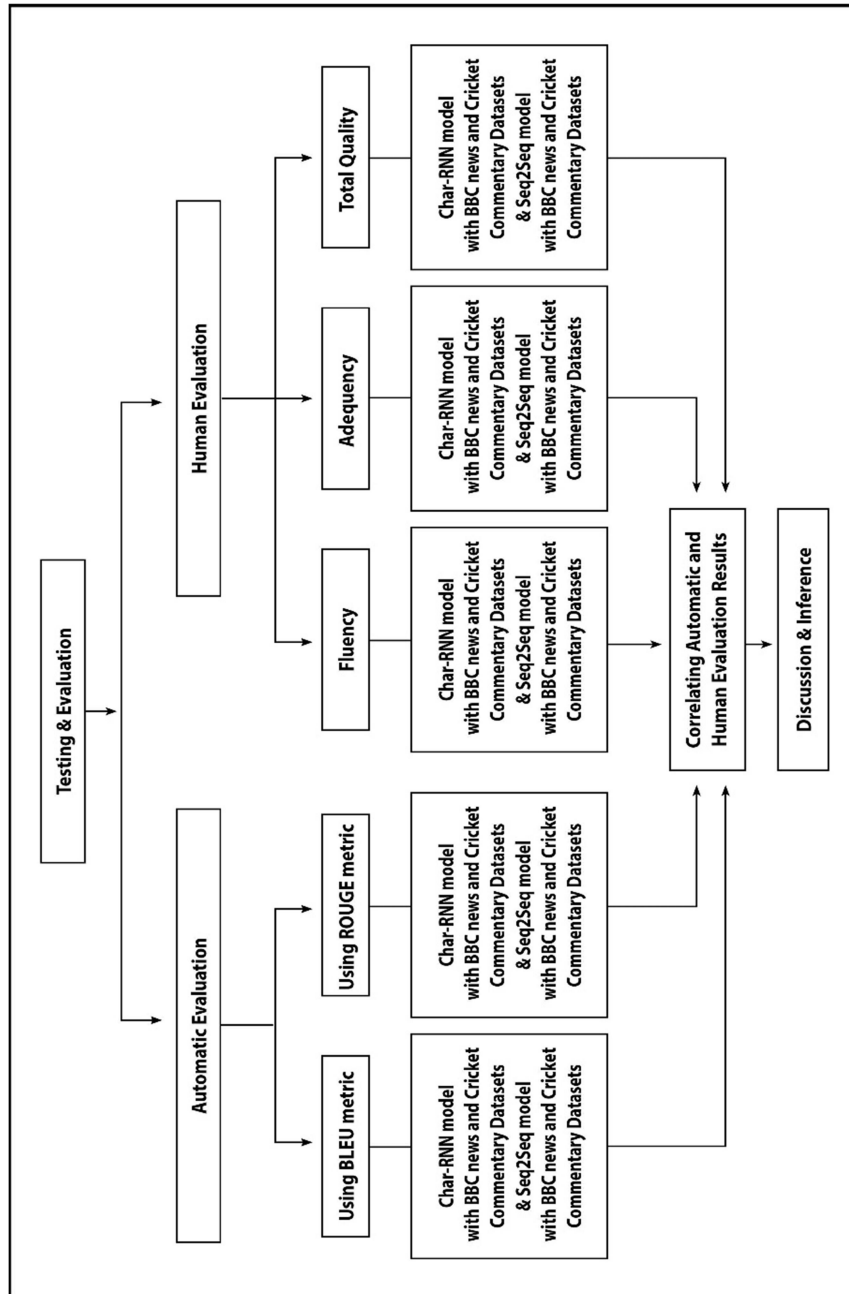 Testing & Evaluation
Automatic Evaluation
Human Evaluation
Using BLEU metric
Using ROUGE metric
Fluency
Adequency
Total Quality
Char-RNN model
with BBC news and Cricket
Commentary Datasets
& Seq2Seq model
with BBC news and Cricket
Commentary Datasets
Char-RNN model
with BBC news and Cricket
Commentary Datasets
& Seq2Seq model
with BBC news and Cricket
Commentary Datasets
Char-RNN model
with BBC news and Cricket
Commentary Datasets
& Seq2Seq model
with BBC news and Cricket
Commentary Datasets
Char-RNN model
with BBC news and Cricket
Commentary Datasets
& Seq2Seq model
with BBC news and Cricket
Commentary Datasets
Char-RNN model
with BBC news and Cricket
Commentary Datasets
& Seq2Seq model
with BBC news and Cricket
Commentary Datasets
Correlating Automatic and
Human Evaluation Results
Discussion & Inference